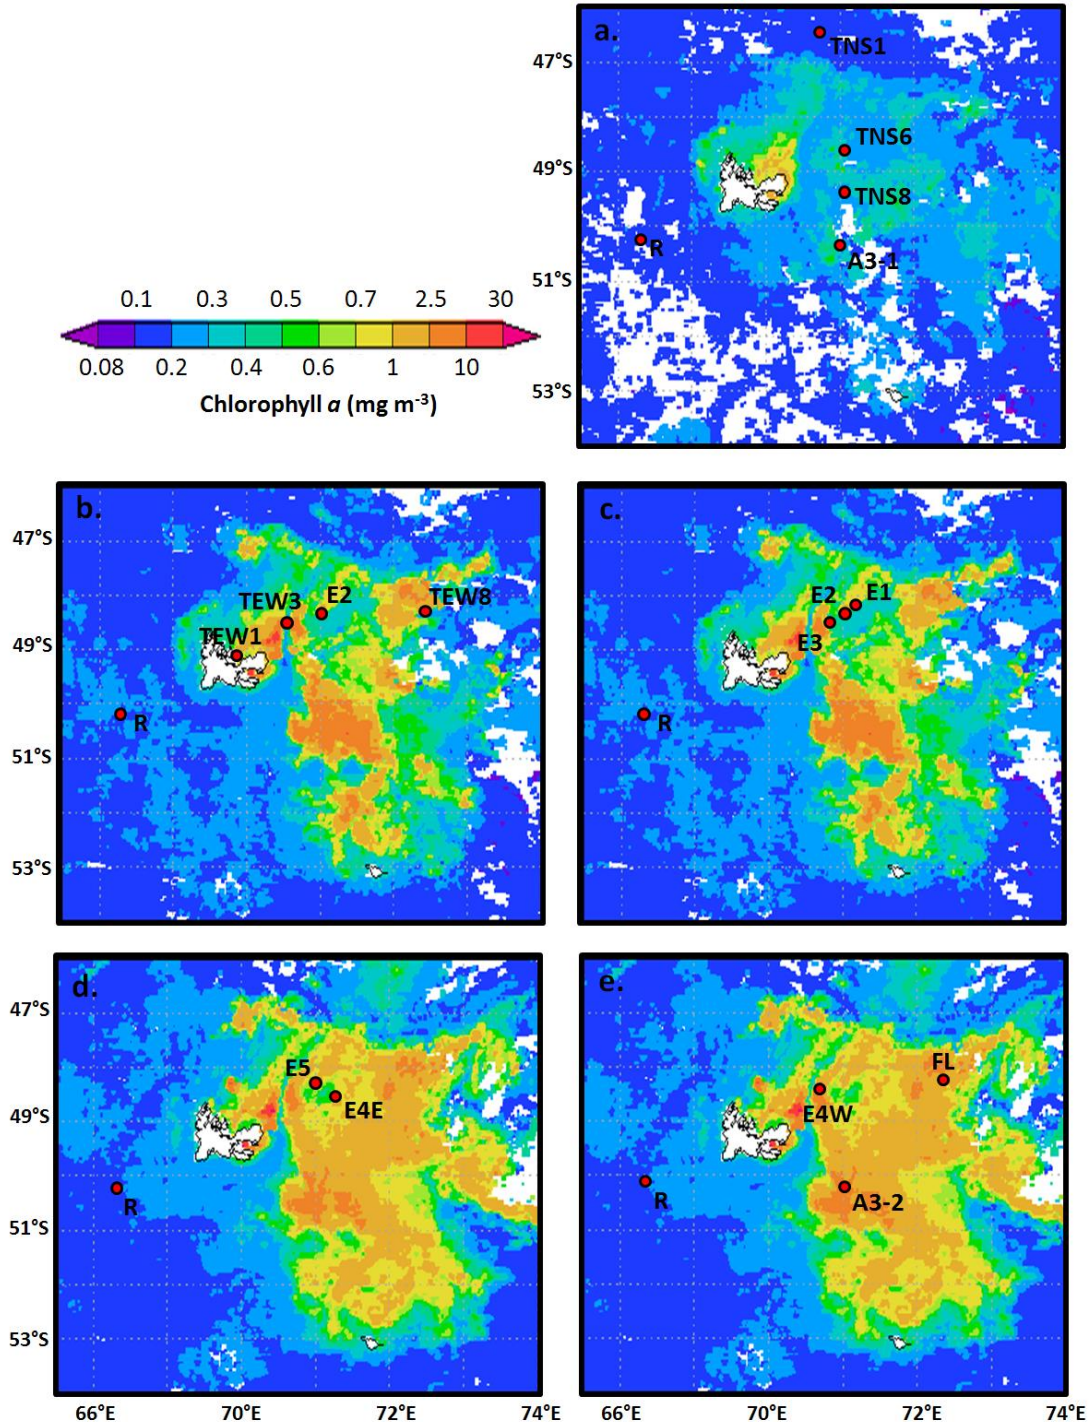 a.
TNS1
47°S
TNS6
49°S
TNS8
R
A3-1
51°S
53°S
0.1 0.3 0.5 0.7 2.5 30
0.08 0.2 0.4 0.6 1 10
Chlorophyll a (mg m-3)
b.
47°S
TEW3 E2 TEW8
TEW1
49°S
R
51°S
53°S
c.
E2 E1
E3
R
d.
47°S
E5
E4E
49°S
R
51°S
53°S
66°E 70°E 72°E 74°E
e.
FL
E4W
R
A3-2
66°E 70°E 72°E 74°E